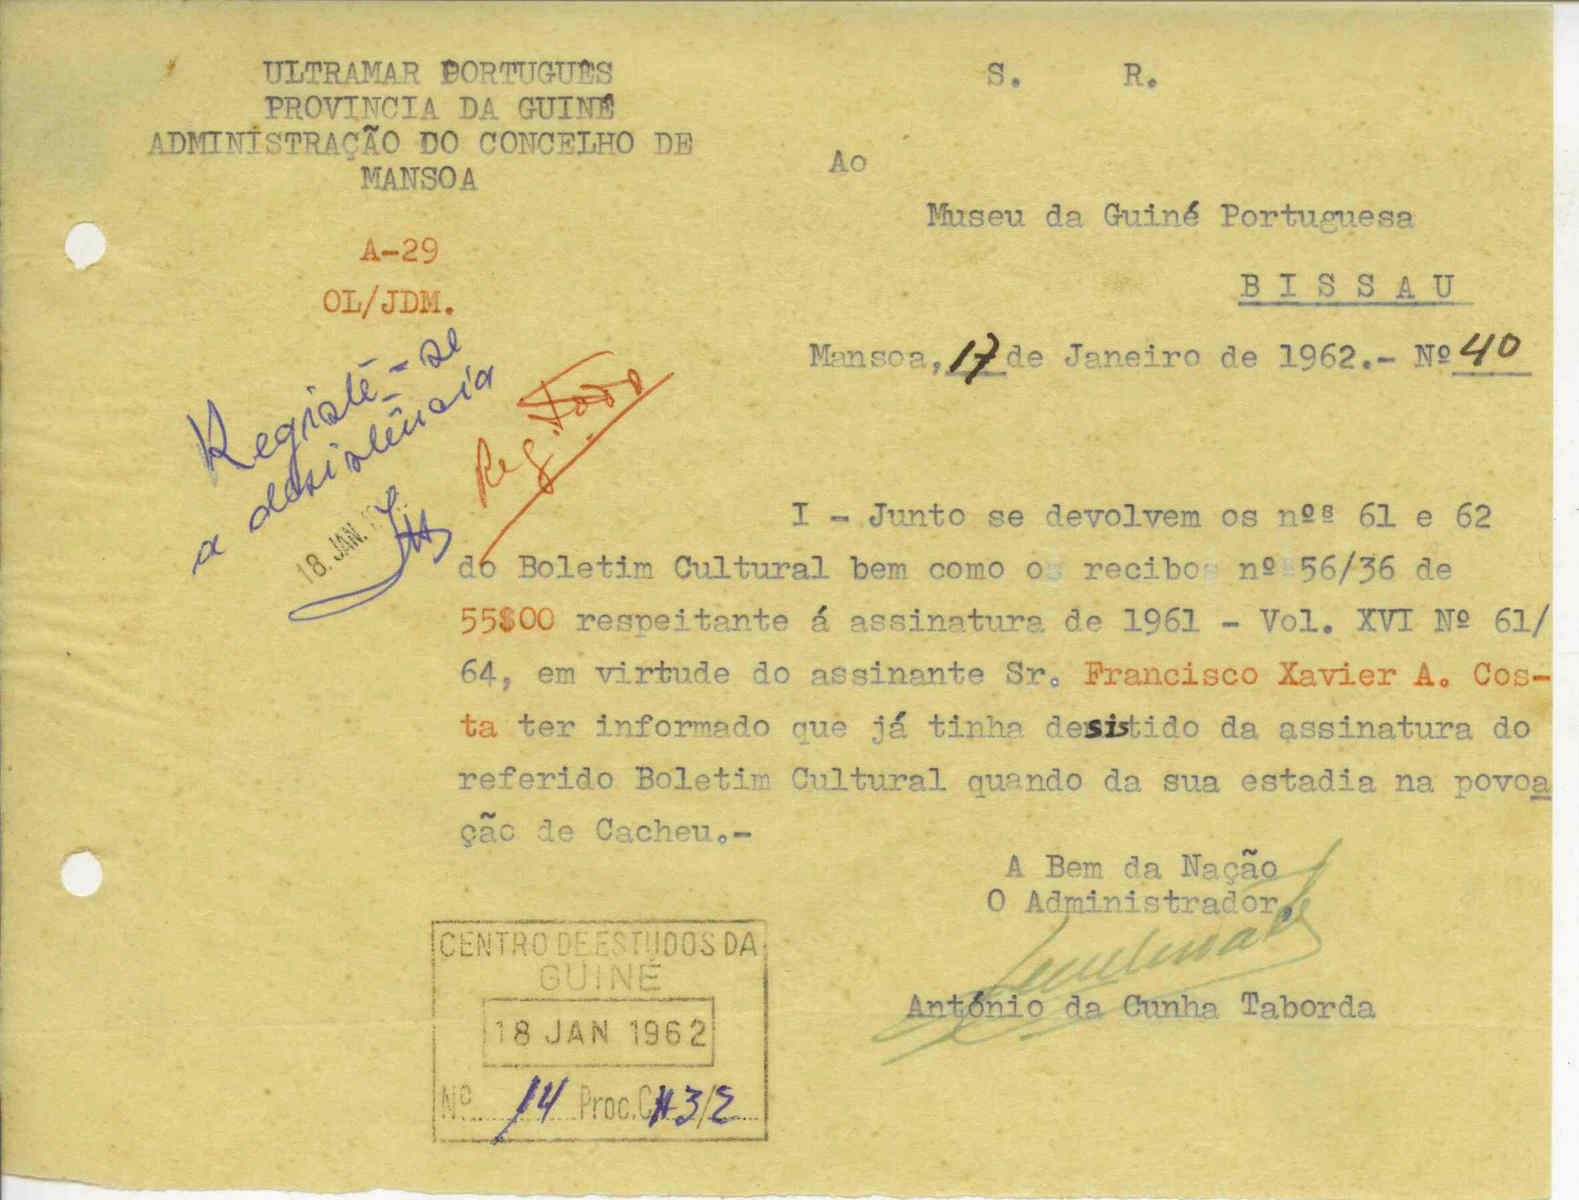 ULTRAMAR PORTUGUÊS
PROVINCIA DA GUINÉ
ADMINISTRAÇÃO DO CONCELHO DE
MANSOA
A-29
OL/JDM.
S. R.
Ao
Museu da Guiné Portuguesa
BISSAU
Mansoa, 17 de Janeiro de 1962.- Nº 40
Registe-se
a desistência
18. JAN.
Reg.
I - Junto se devolvem os nºs 61 e 62
do Boletim Cultural bem como o recibo nº 56/36 de
55$00 respeitante á assinatura de 1961 - Vol. XVI Nº 61/
64, em virtude do assinante Sr. Francisco Xavier A. Cos-
ta ter informado que já tinha desistido da assinatura do
referido Boletim Cultural quando da sua estadia na povoa
ção de Cacheu.-
A Bem da Nação
O Administrador,
António da Cunha Taborda
CENTRO DE ESTUDOS DA
GUINÉ
18 JAN 1962
Nº 14 Proc. 3/2